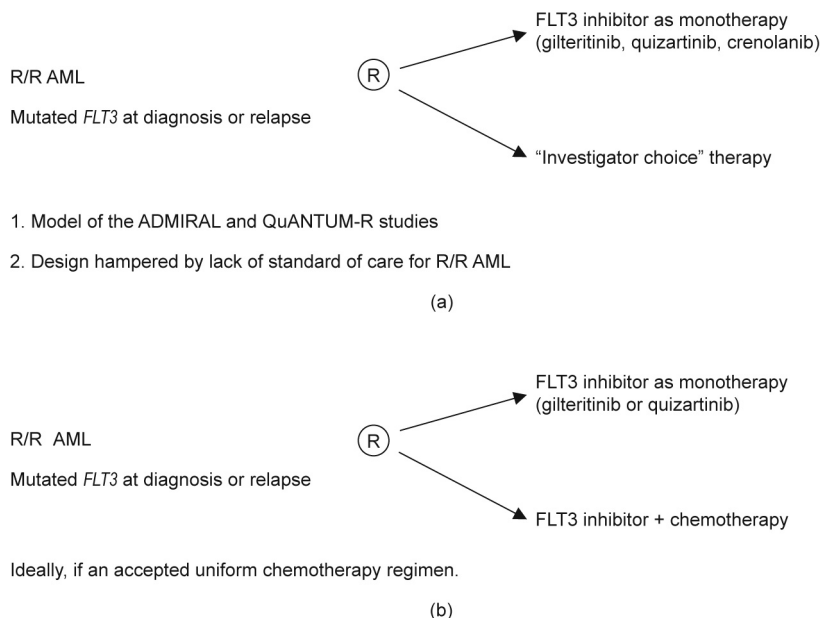 FLT3 inhibitor as monotherapy
(gilteritinib, quizartinib, crenolanib)
R/R AML
R
Mutated FLT3 at diagnosis or relapse
“Investigator choice” therapy
1. Model of the ADMIRAL and QuANTUM-R studies
2. Design hampered by lack of standard of care for R/R AML
(a)
FLT3 inhibitor as monotherapy
(gilteritinib or quizartinib)
R/R AML
R
Mutated FLT3 at diagnosis or relapse
FLT3 inhibitor + chemotherapy
Ideally, if an accepted uniform chemotherapy regimen.
(b)